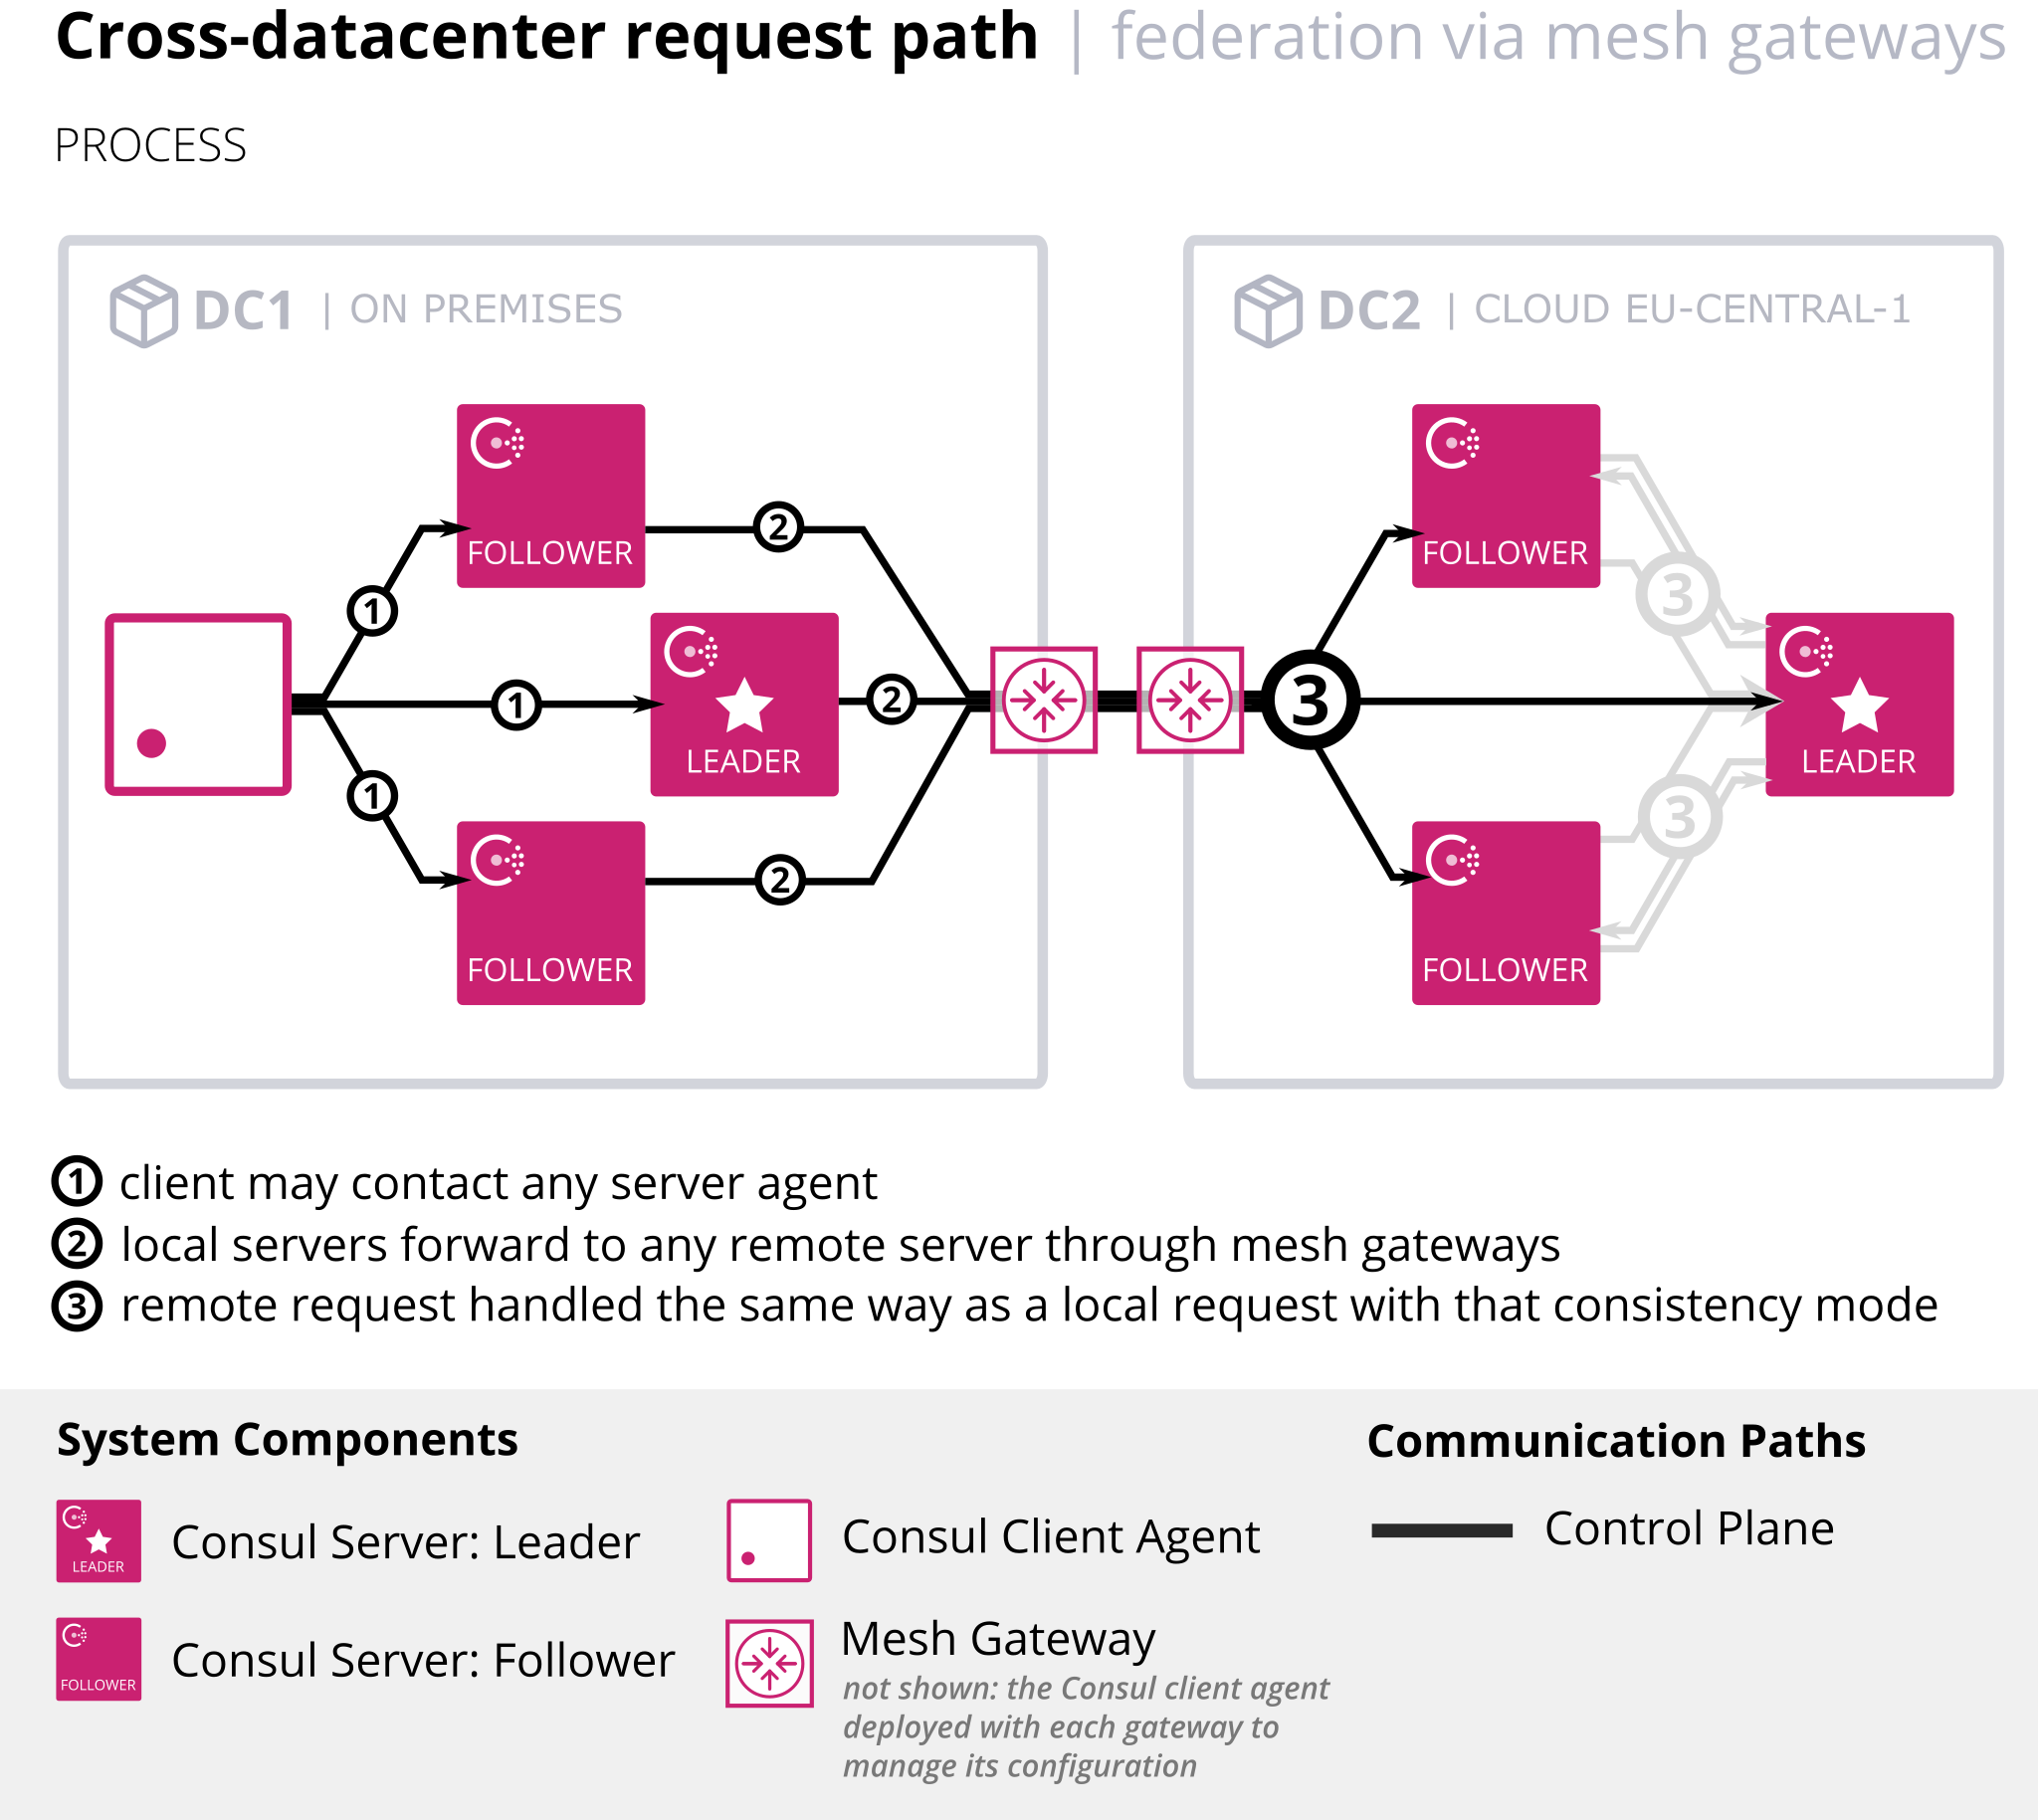 Cross-datacenter request path | federation via mesh gateways
PROCESS
DC1 | ON PREMISES
DC2 | CLOUD EU-CENTRAL-1
FOLLOWER
2
1
1
LEADER
2
1
FOLLOWER
2
3
FOLLOWER
3
LEADER
3
FOLLOWER
1 client may contact any server agent
2 local servers forward to any remote server through mesh gateways
3 remote request handled the same way as a local request with that consistency mode
System Components
LEADER
Consul Server: Leader
FOLLOWER
Consul Server: Follower
Consul Client Agent
Mesh Gateway
not shown: the Consul client agent
deployed with each gateway to
manage its configuration
Communication Paths
Control Plane